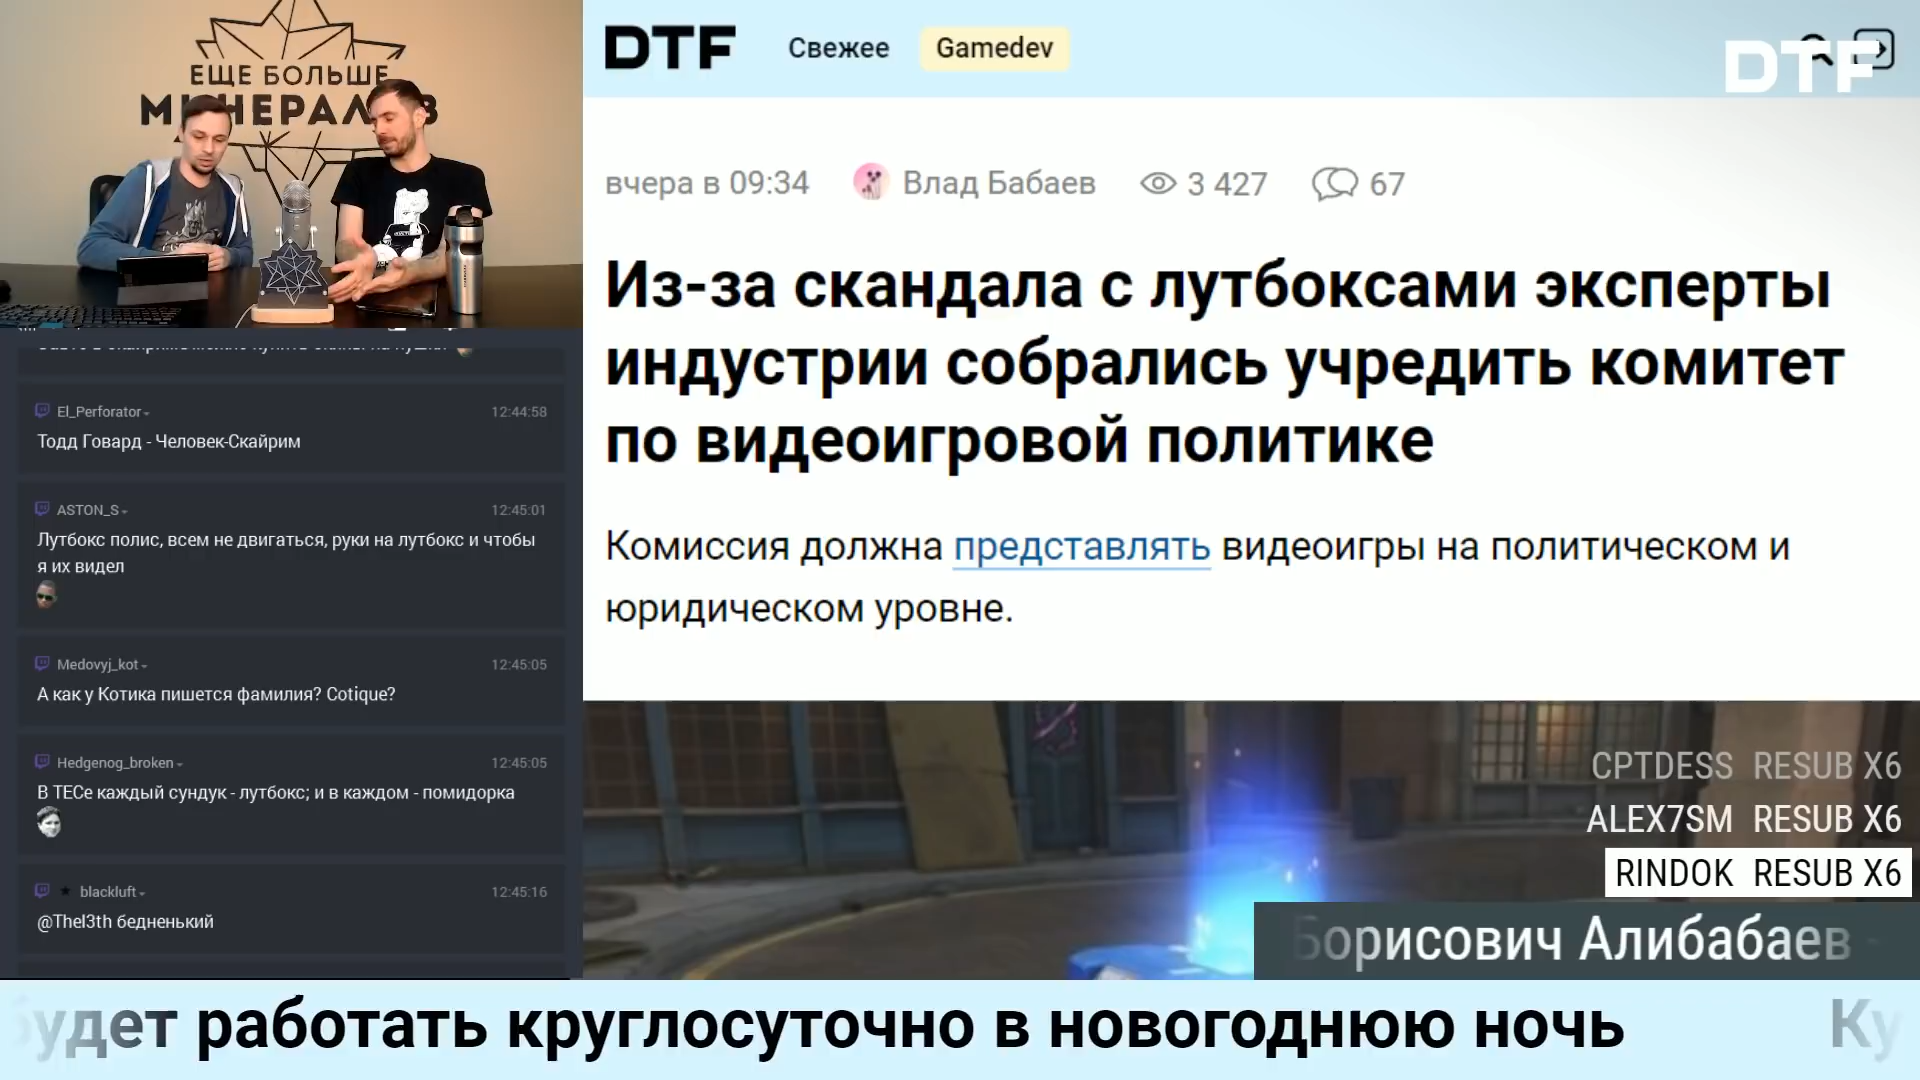 ЕЩЕ БОЛЬШЕ
DTF
Свежее
Gamedev
DTF
вчера в 09:34
Влад Бабаев
3 427
67
Из-за скандала с лутбоксами эксперты
индустрии собрались учредить комитет
по видеоигровой политике
Комиссия должна представлять видеоигры на политическом и
юридическом уровне.
El_Perforator
12:44:58
Тодд Говард - Человек-Скайрим
ASTON_S
12:45:01
Лутбокс полис, всем не двигаться, руки на лутбокс и чтобы
я их видел
Medovyj_kot
12:45:05
А как у Котика пишется фамилия? Cotique?
Hedgenog_broken
12:45:05
В ТЕСе каждый сундук - лутбокс; и в каждом - помидорка
blackluft
12:45:16
@Thel3th бедненький
CPTDESS RESUB X6
ALEX7SM RESUB X6
RINDOK RESUB X6
Борисович Алибабаев -
будет работать круглосуточно в новогоднюю ночь
Ку